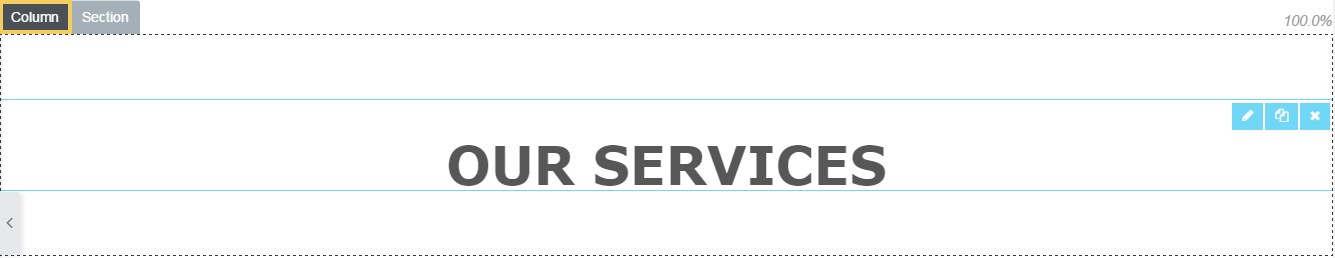 Column Section
100.0%
OUR SERVICES